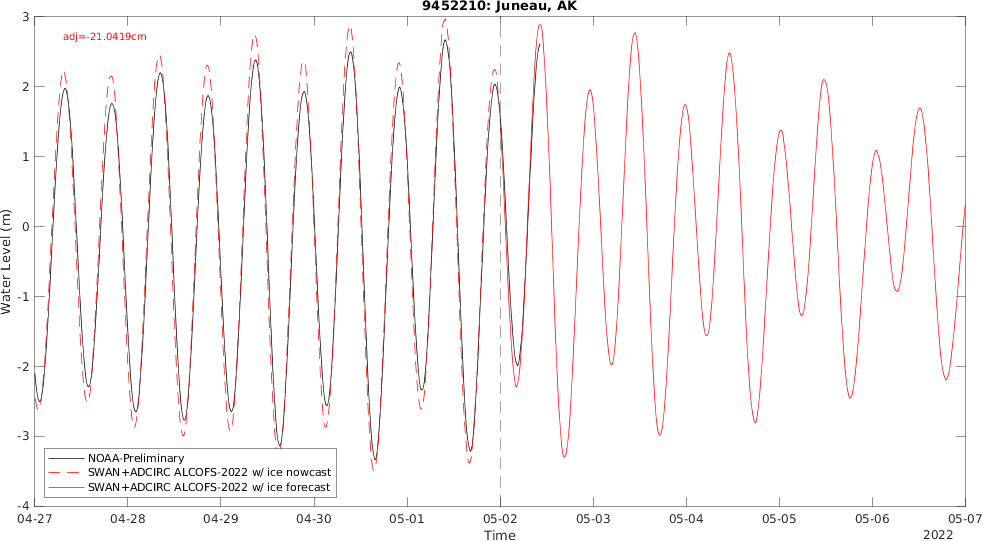 9452210: Juneau, AK
adj=-21.0419cm
Water Level (m)
3
2
1
0
-1
-2
-3
-4
NOAA-Preliminary
SWAN+ADCIRC ALCOFS-2022 w/ ice nowcast
SWAN+ADCIRC ALCOFS-2022 w/ ice forecast
04-27 04-28 04-29 04-30 05-01 05-02 05-03 05-04 05-05 05-06 05-07
Time
2022